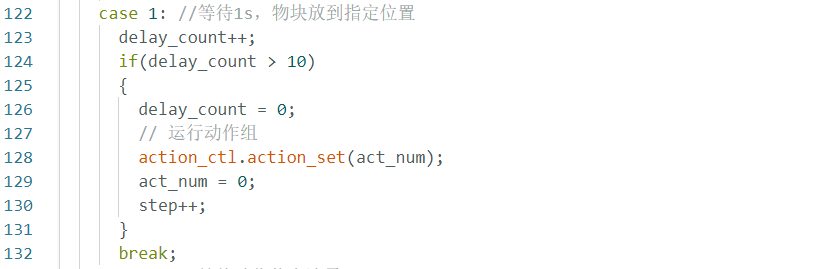 122 case 1: //等待1s，物块放到指定位置
123 delay_count++;
124 if(delay_count > 10)
125 {
126 delay_count = 0;
127 // 运行动作组
128 action_ctl.action_set(act_num);
129 act_num = 0;
130 step++;
131 }
132 break;